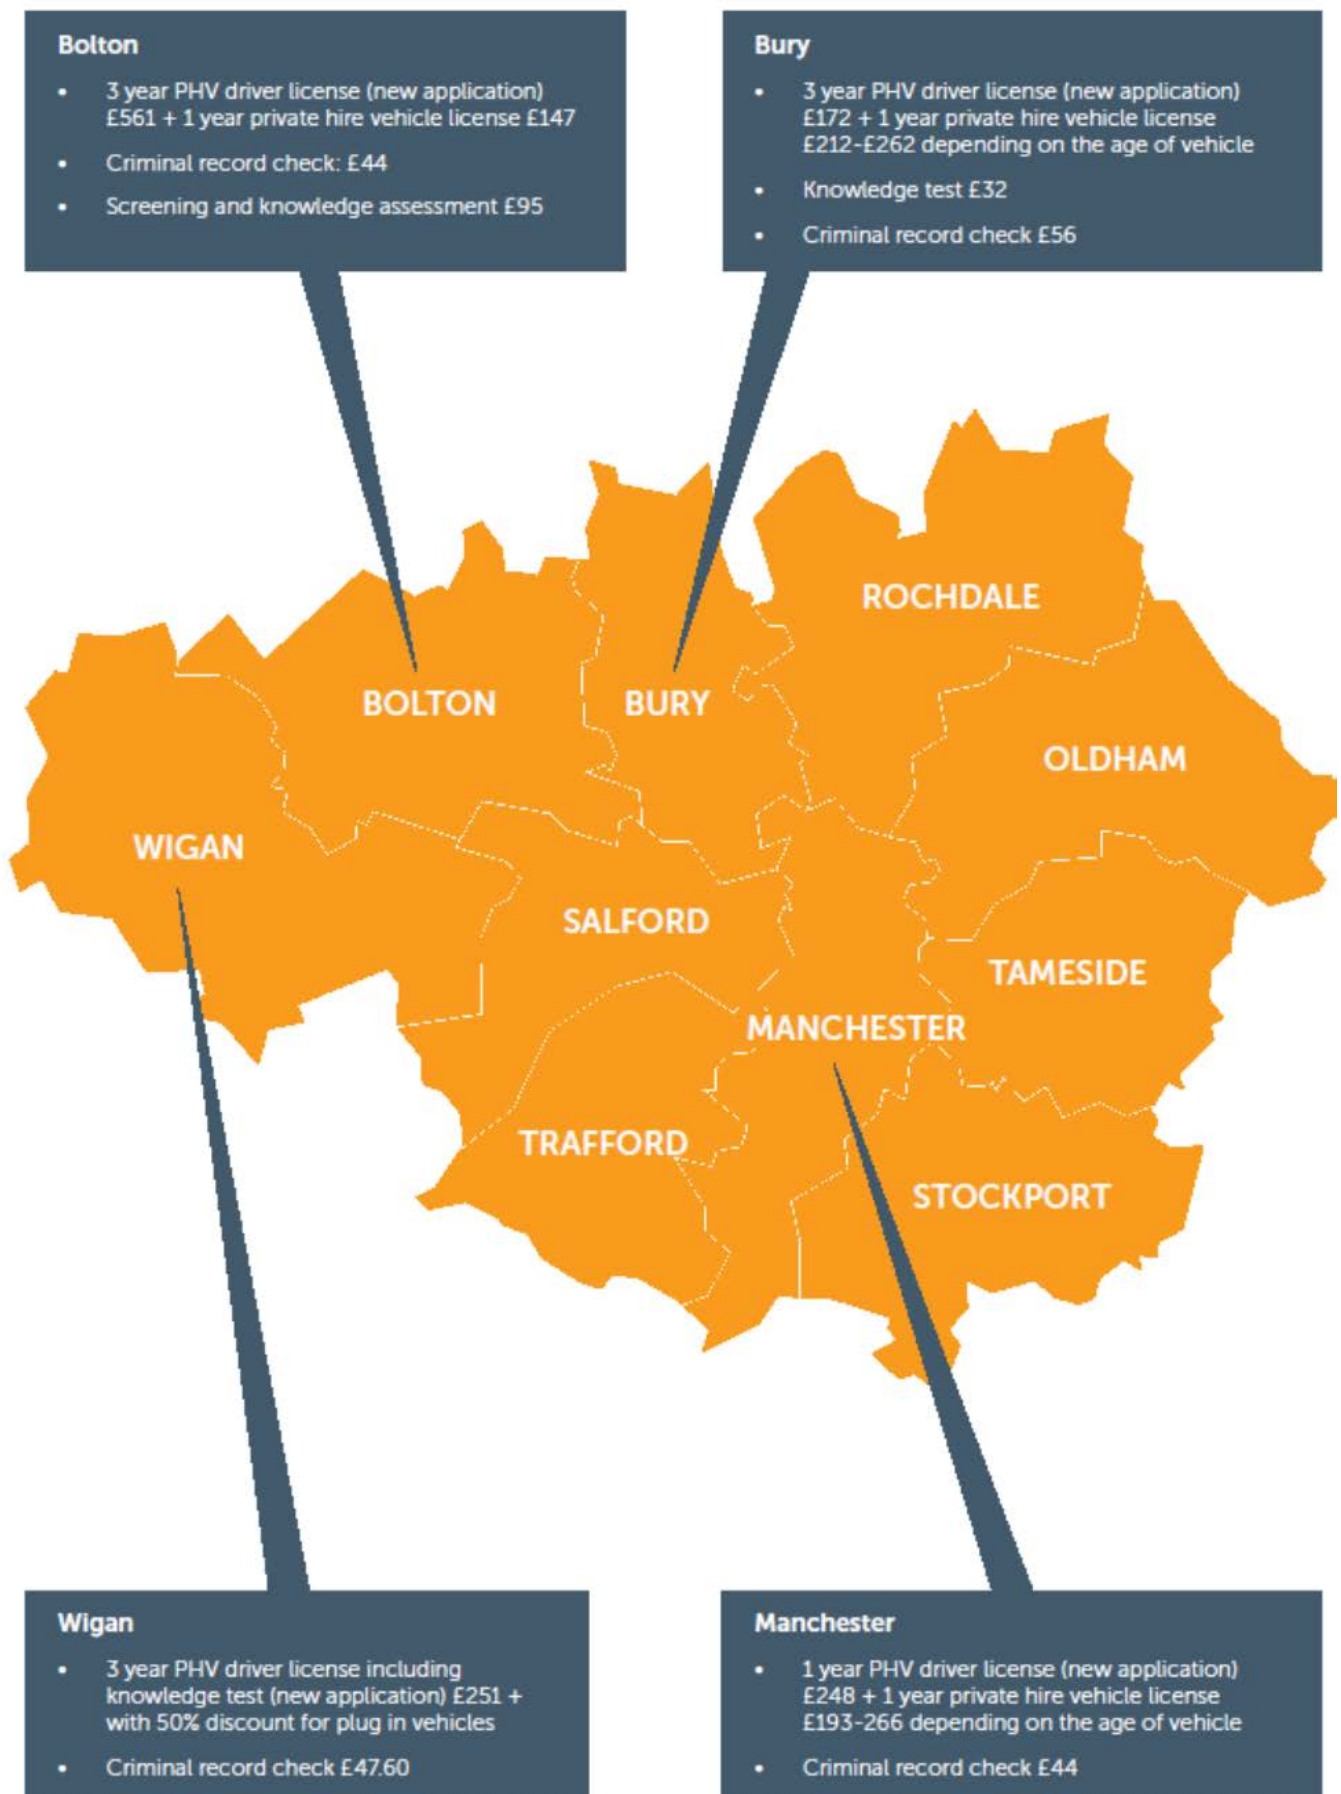 Bolton
• 3 year PHV driver license (new application)
£561 + 1 year private hire vehicle license £147
• Criminal record check: £44
• Screening and knowledge assessment £95
Bury
• 3 year PHV driver license (new application)
£172 + 1 year private hire vehicle license
£212-£262 depending on the age of vehicle
• Knowledge test £32
• Criminal record check £56
ROCHDALE
BOLTON
BURY
OLDHAM
WIGAN
SALFORD
TAMESIDE
MANCHESTER
TRAFFORD
STOCKPORT
Wigan
• 3 year PHV driver license including
knowledge test (new application) £251 +
with 50% discount for plug in vehicles
• Criminal record check £47.60
Manchester
• 1 year PHV driver license (new application)
£248 + 1 year private hire vehicle license
£193-266 depending on the age of vehicle
• Criminal record check £44